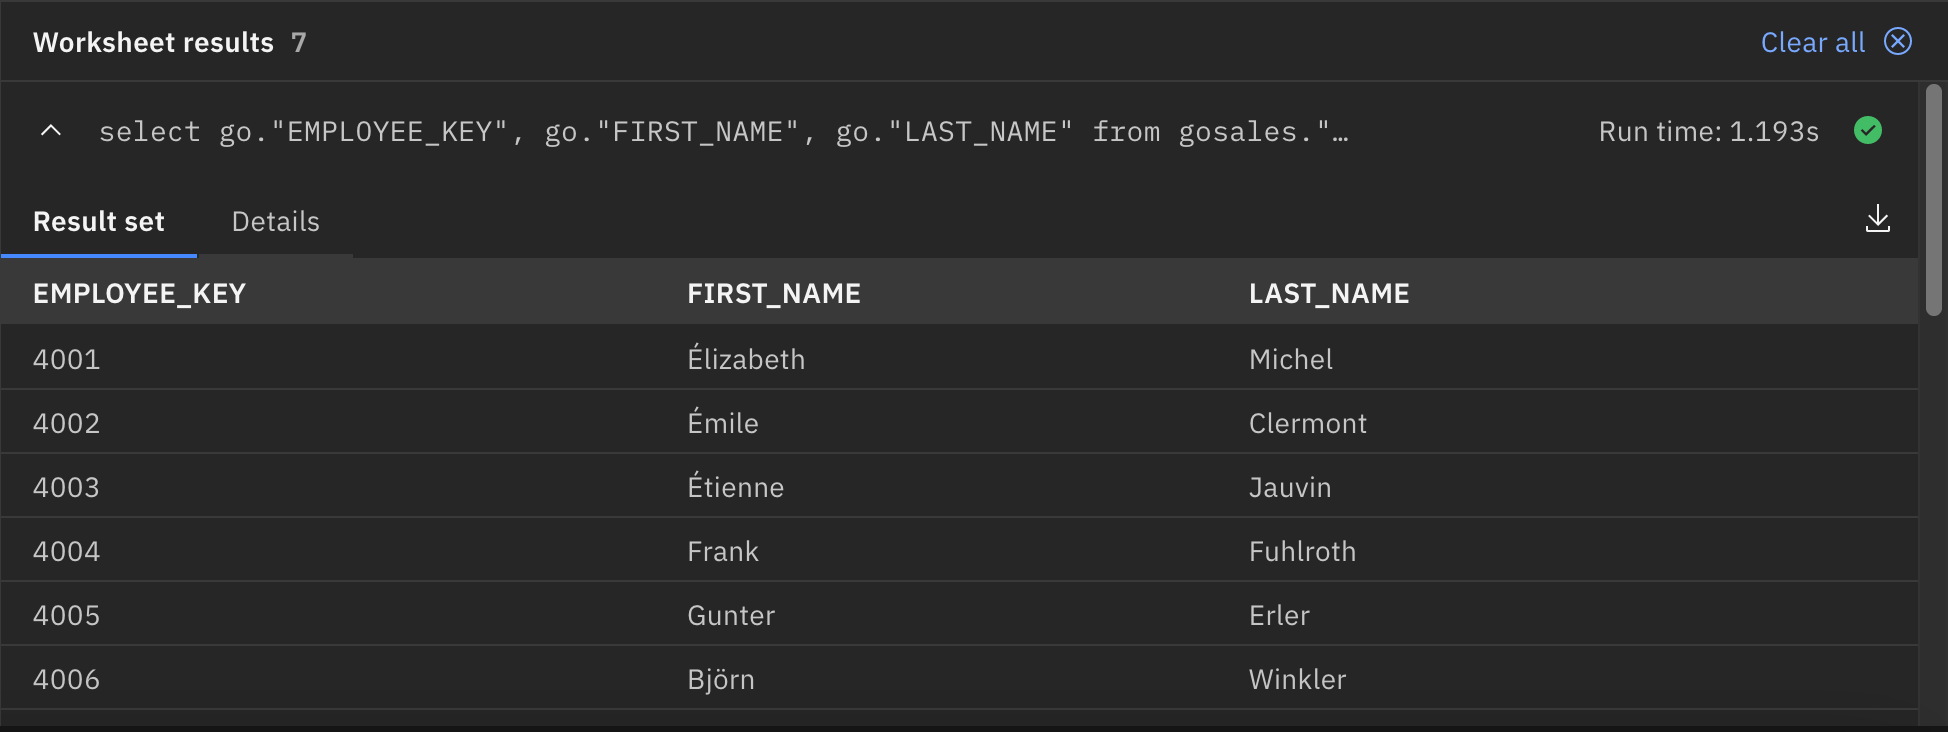 Worksheet results 7 Clear all
select go."EMPLOYEE_KEY", go."FIRST_NAME", go."LAST_NAME" from gosales."… Run time: 1.193s
Result set Details
EMPLOYEE_KEY FIRST_NAME LAST_NAME
4001 Élizabeth Michel
4002 Émile Clermont
4003 Étienne Jauvin
4004 Frank Fuhlroth
4005 Gunter Erler
4006 Björn Winkler